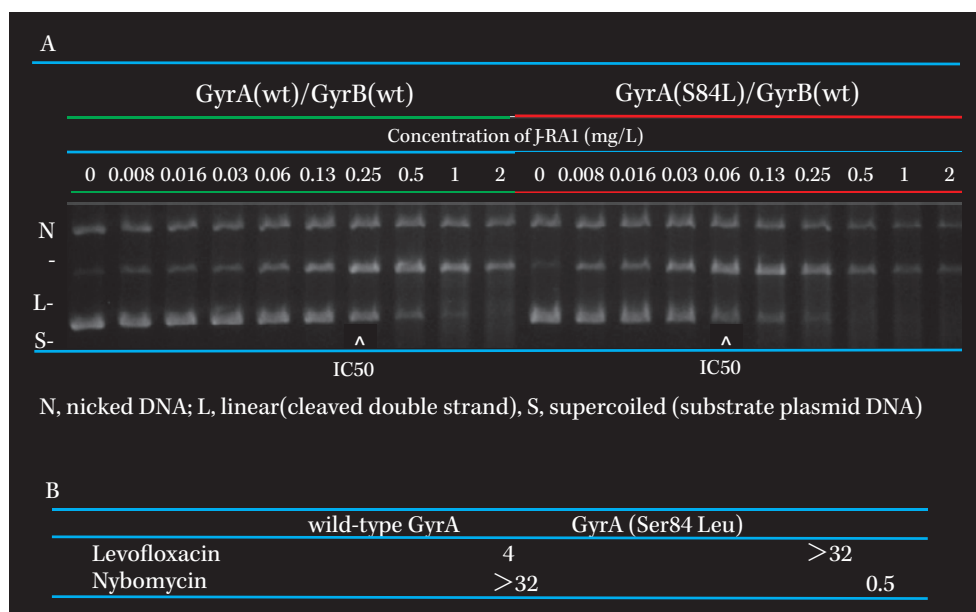 A
GyrA(wt)/GyrB(wt) GyrA(S84L)/GyrB(wt)
Concentration of J-RA1 (mg/L)
0 0.008 0.016 0.03 0.06 0.13 0.25 0.5 1 2 0 0.008 0.016 0.03 0.06 0.13 0.25 0.5 1 2
N
-
L-
S-
^ ^
IC50 IC50
N, nicked DNA; L, linear(cleaved double strand), S, supercoiled (substrate plasmid DNA)
B
wild-type GyrA GyrA (Ser84 Leu)
Levofloxacin 4 >32
Nybomycin >32 0.5